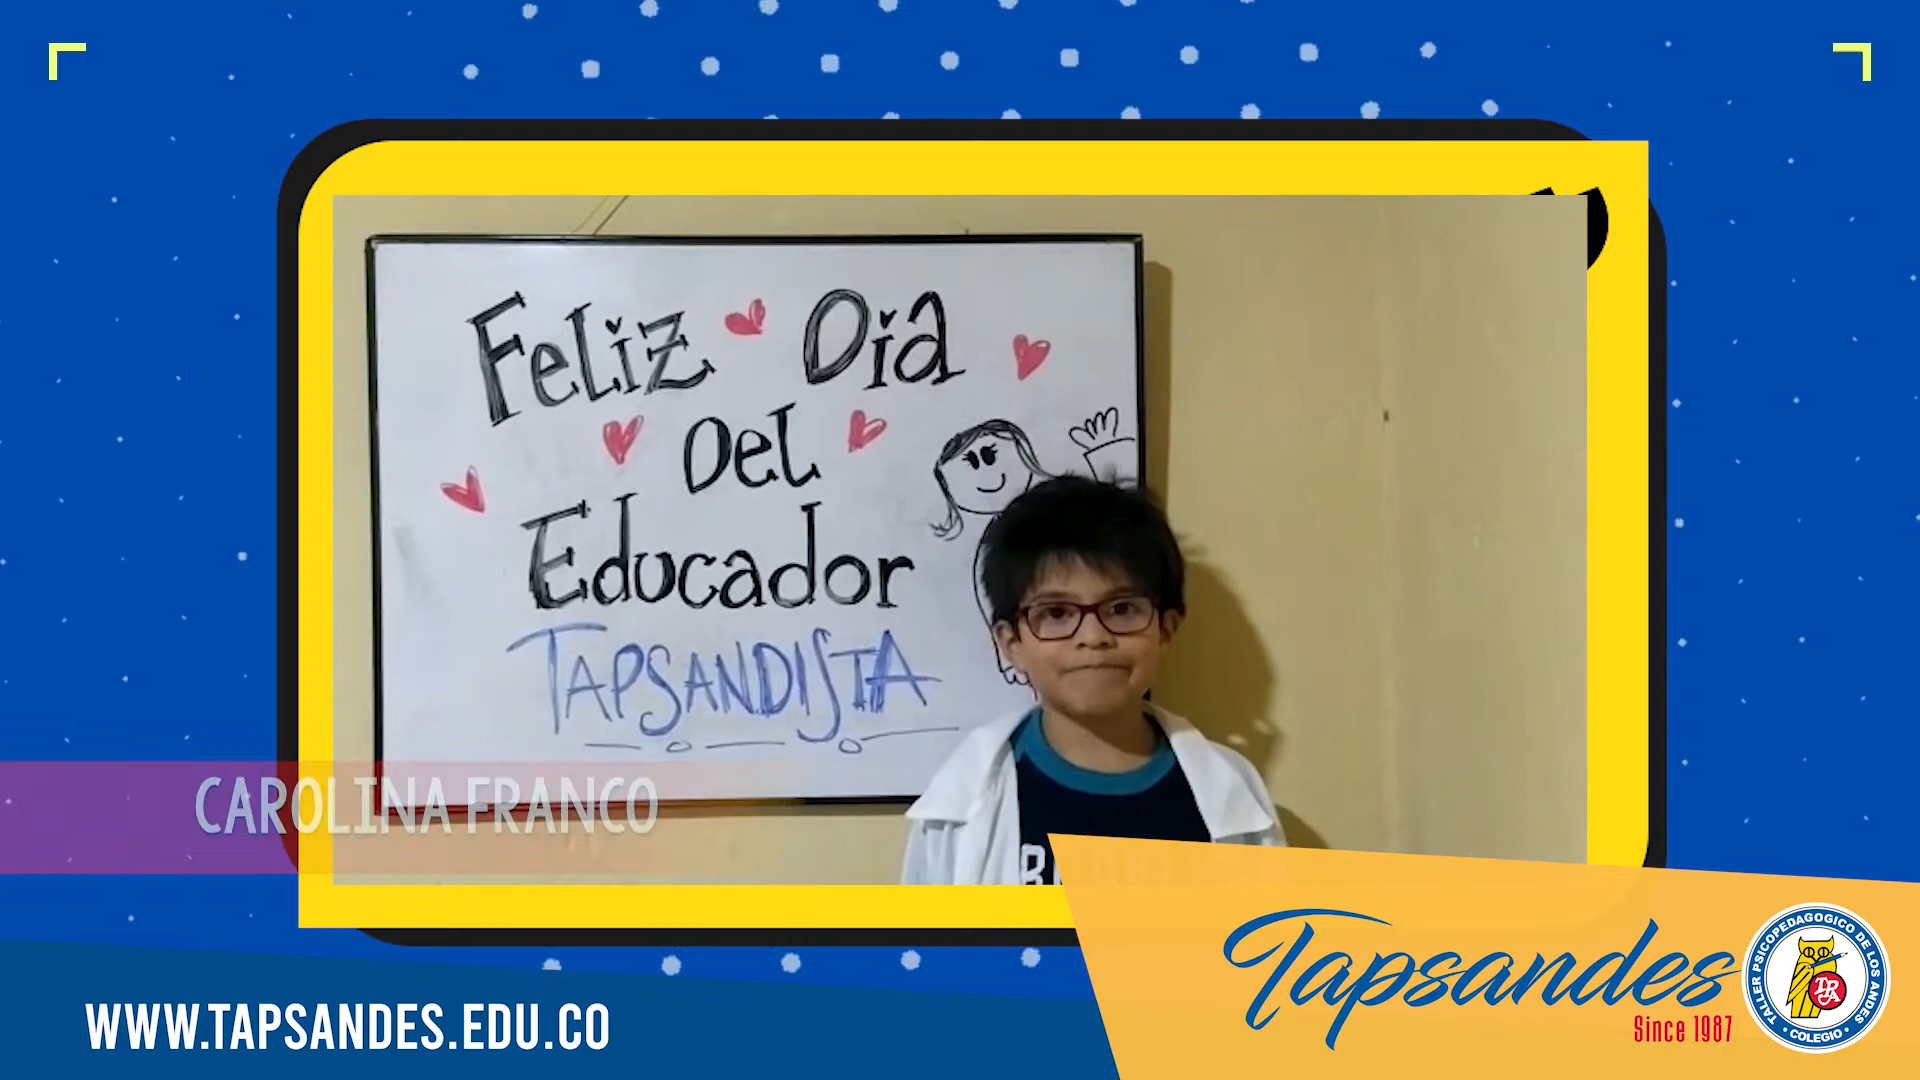 Feliz Dia
Del
Educador
TAPSANDISTA
CAROLINA FRANCO
WWW.TAPSANDES.EDU.CO
Tapsandes
Since 1987
TALLER PSICOPEDAGOGICO DE LOS ANDES
• COLEGIO •